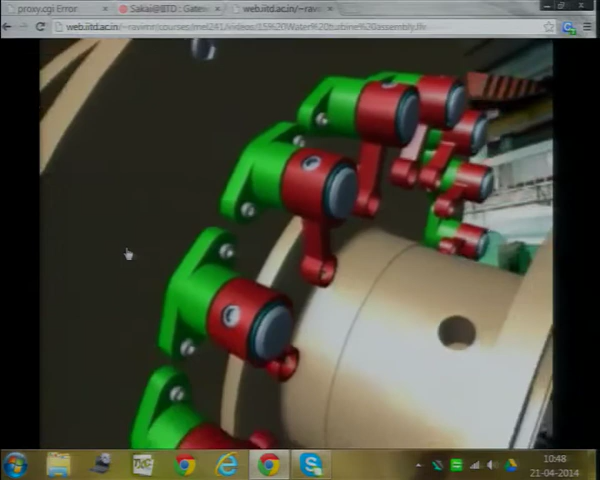 proxy.cgi Error
Sakai@IITD : Gatew
web.iitd.ac.in/~ravimr
web.iitd.ac.in/~ravimr/courses/mel241/videos/15%20Water%20turbine%20assembly.flv
10:48
21-04-2014